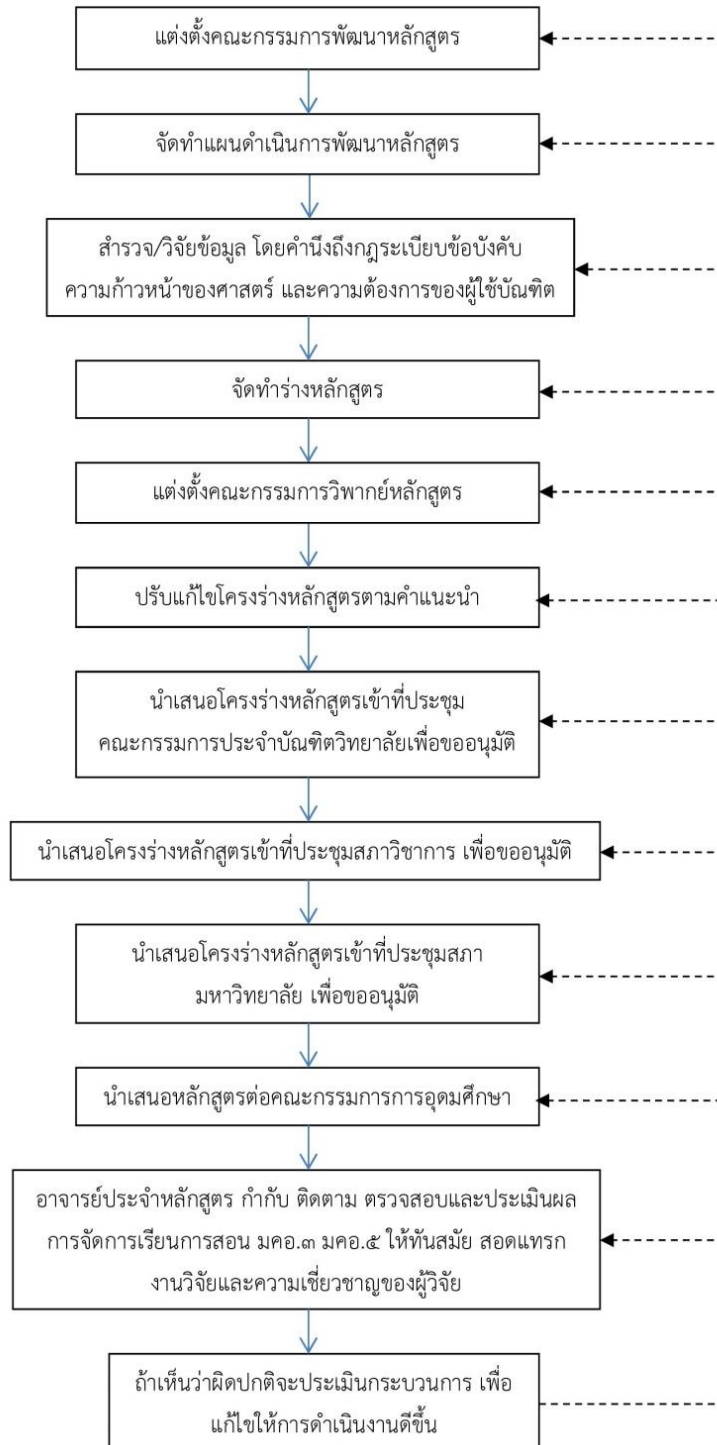 แต่งตั้งคณะกรรมการพัฒนาหลักสูตร
จัดทำแผนดำเนินการพัฒนาหลักสูตร
สำรวจ/วิจัยข้อมูล โดยคำนึงถึงกฎระเบียบข้อบังคับ
ความก้าวหน้าของศาสตร์ และความต้องการของผู้ใช้บัณฑิต
จัดทำร่างหลักสูตร
แต่งตั้งคณะกรรมการวิพากย์หลักสูตร
ปรับแก้ไขโครงร่างหลักสูตรตามคำแนะนำ
นำเสนอโครงร่างหลักสูตรเข้าที่ประชุม
คณะกรรมการประจำบัณฑิตวิทยาลัยเพื่อขออนุมัติ
นำเสนอโครงร่างหลักสูตรเข้าที่ประชุมสภาวิชาการ เพื่อขออนุมัติ
นำเสนอโครงร่างหลักสูตรเข้าที่ประชุมสภา
มหาวิทยาลัย เพื่อขออนุมัติ
นำเสนอหลักสูตรต่อคณะกรรมการการอุดมศึกษา
อาจารย์ประจำหลักสูตร กำกับ ติดตาม ตรวจสอบและประเมินผล
การจัดการเรียนการสอน มคอ.๓ มคอ.๕ ให้ทันสมัย สอดแทรก
งานวิจัยและความเชี่ยวชาญของผู้วิจัย
ถ้าเห็นว่าผิดปกติจะประเมินกระบวนการ เพื่อ
แก้ไขให้การดำเนินงานดีขึ้น